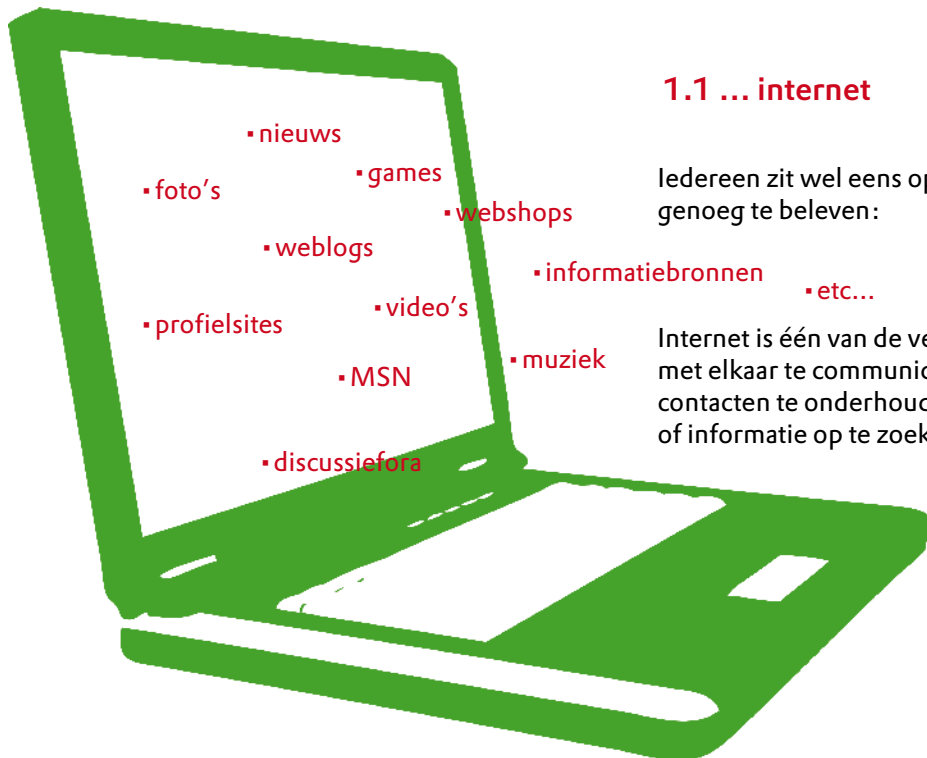 1.1 ... internet
▪ nieuws
▪ games
▪ foto's
▪ webshops
▪ weblogs
▪ informatiebronnen
▪ etc...
▪ video's
▪ profielsites
▪ muziek
▪ MSN
▪ discussiefora
Iedereen zit wel eens op
genoeg te beleven:
Internet is één van de
met elkaar te
contacten te
of informatie op te